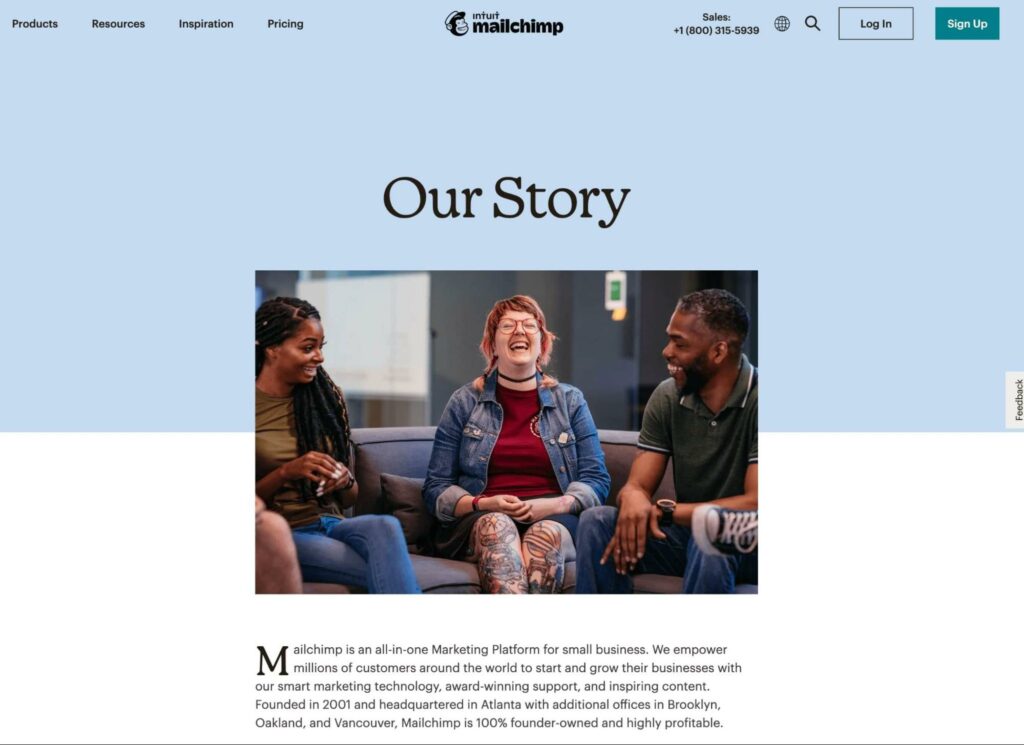 Products
Resources
Inspiration
Pricing
intuit
mailchimp
Sales:
+1 (800) 315-5939
Log In
Sign Up
Our Story
Feedback
Mailchimp is an all-in-one Marketing Platform for small business. We empower
millions of customers around the world to start and grow their businesses with
our smart marketing technology, award-winning support, and inspiring content.
Founded in 2001 and headquartered in Atlanta with additional offices in Brooklyn,
Oakland, and Vancouver, Mailchimp is 100% founder-owned and highly profitable.